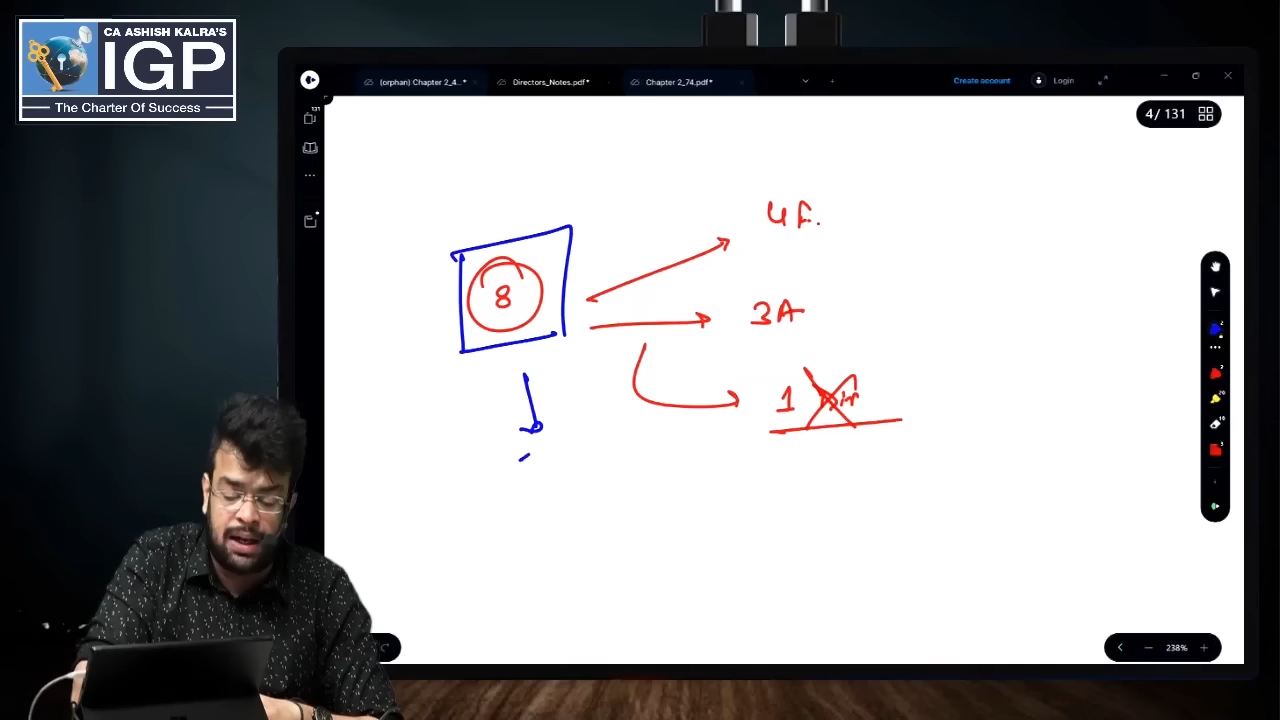 CA ASHISH KALRA'S
IGP
The Charter Of Success
(orphan) Chapter 2_4...*
Directors_Notes.pdf*
Chapter 2_74.pdf*
Create account
Login
131
4/ 131
8
4F.
3A
1
238%